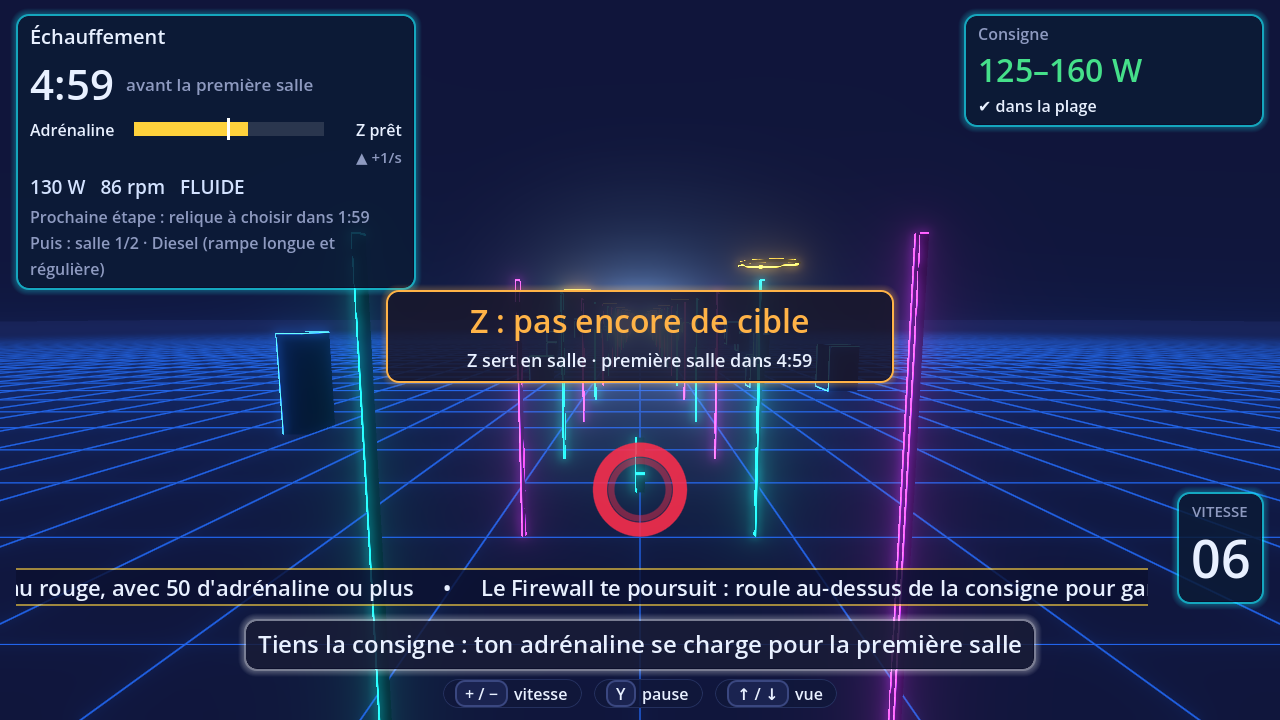 Échauffement
4:59 avant la première salle
Adrénaline Z prêt
▲ +1/s
130 W 86 rpm FLUIDE
Prochaine étape : relique à choisir dans 1:59
Puis : salle 1/2 · Diesel (rampe longue et
régulière)
Consigne
125–160 W
✔ dans la plage
Z : pas encore de cible
Z sert en salle · première salle dans 4:59
VITESSE
06
rouge, avec 50 d'adrénaline ou plus • Le Firewall te poursuit : roule au-dessus de la consigne pour
Tiens la consigne : ton adrénaline se charge pour la première salle
+ / − vitesse Y pause ↑ / ↓ vue